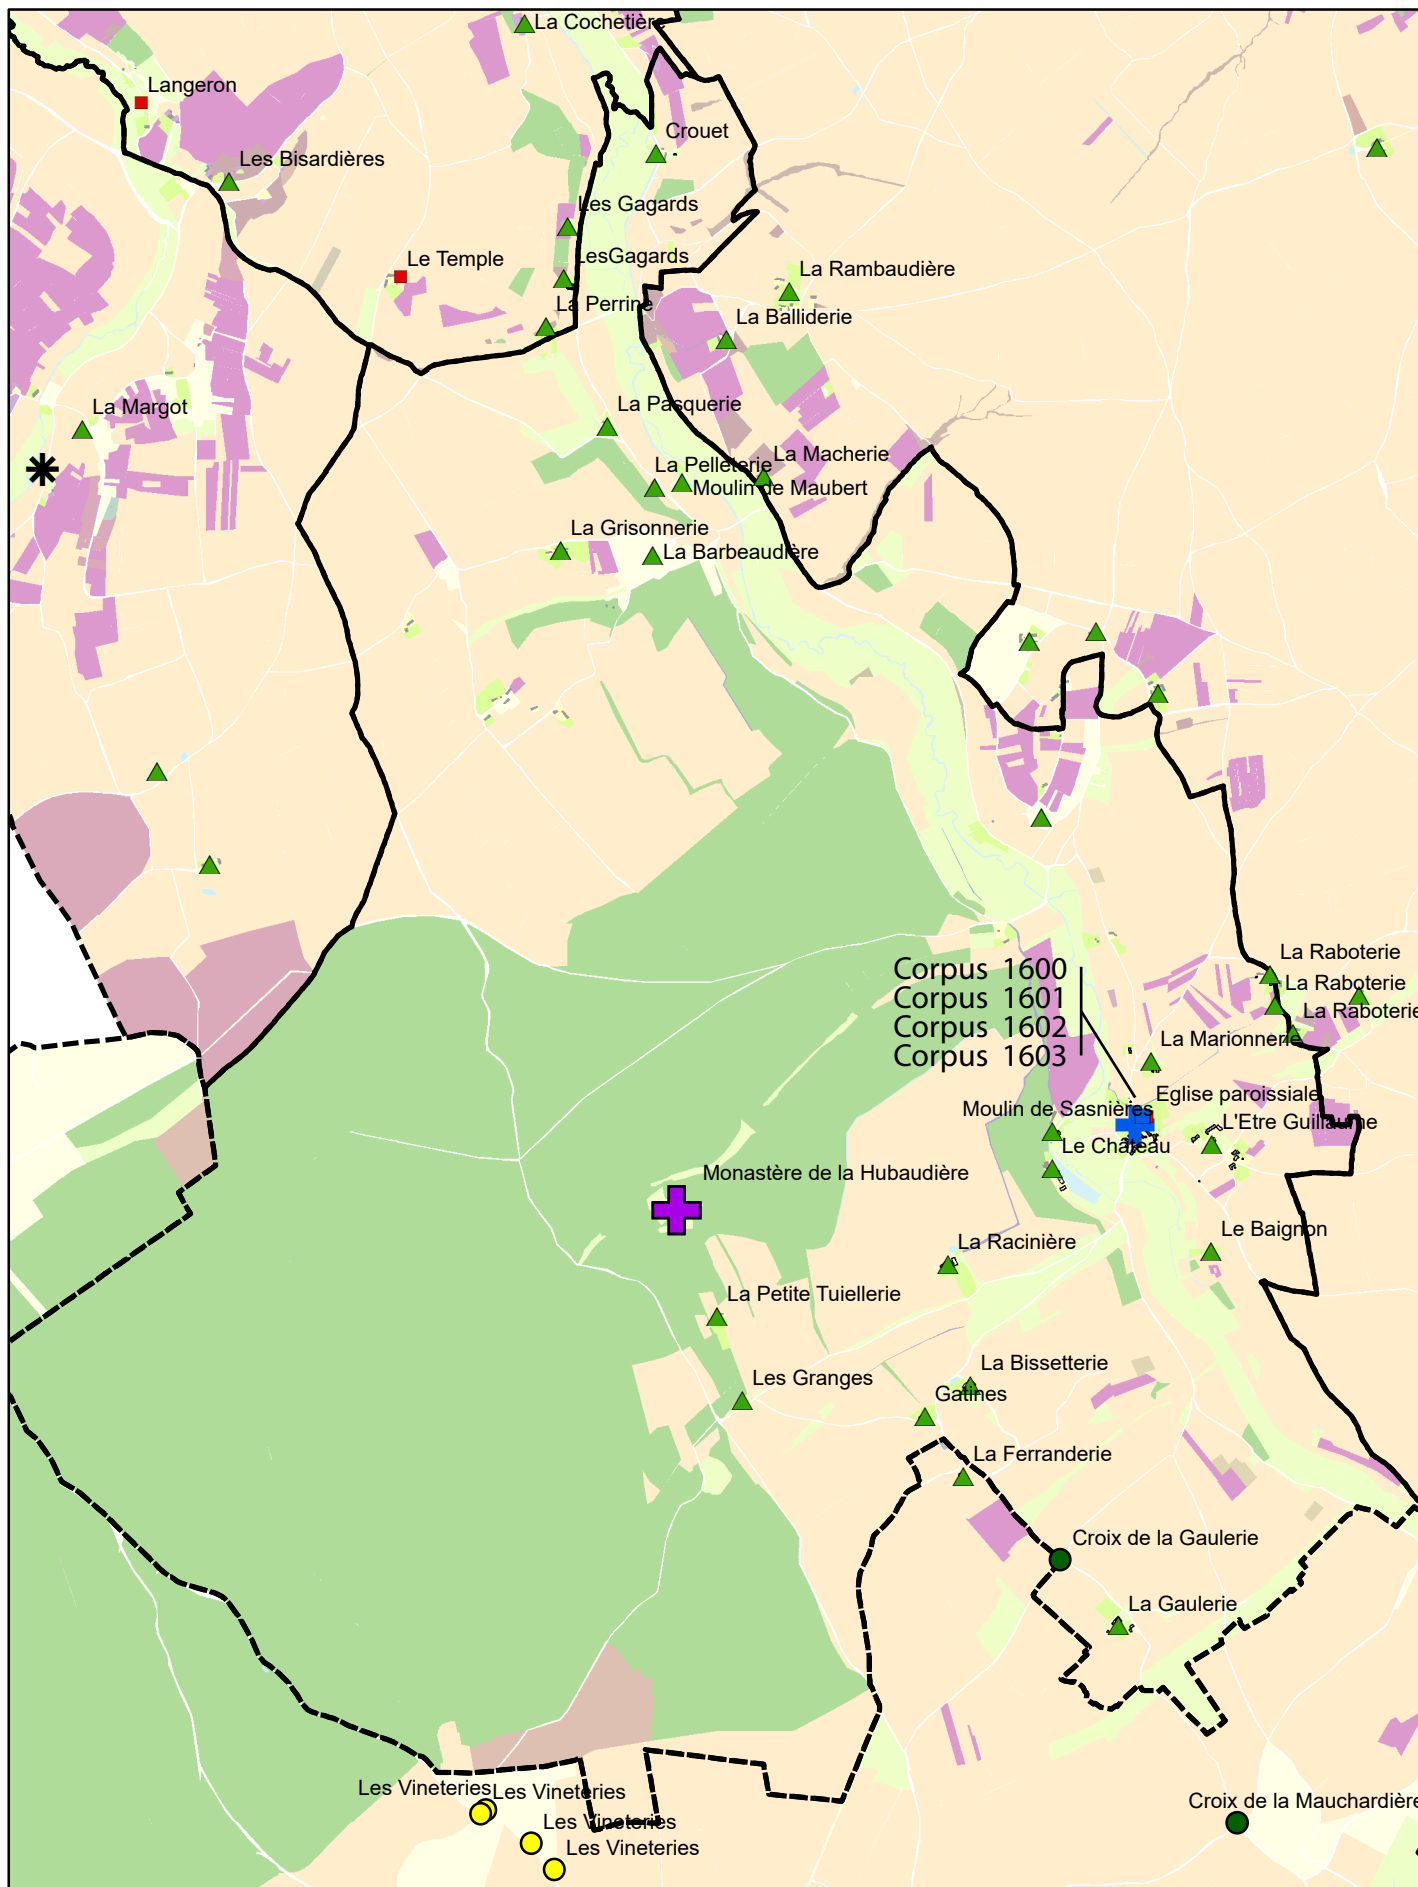 La Cochetière
Langeron
Crouet
Les Bisardières
Les Gagards
Le Temple
LesGagards
La Rambaudière
La Perrine
La Balliderie
La Margot
La Pasquerie
La Macherie
La Pelleterie
Moulin de Maubert
La Grisonnerie
La Barbeaudière
La Raboterie
Corpus 1600
La Raboterie
Corpus 1601
La Raboterie
Corpus 1602
La Marionnerie
Corpus 1603
Eglise paroissiale
Moulin de Sasnières
L'Etre Guillaume
Le Château
Monastère de la Hubaudière
Le Baignon
La Racinière
La Petite Tuiellerie
La Bissetterie
Les Granges
Gatines
La Ferranderie
Croix de la Gaulerie
La Gaulerie
Les Vineteries
Les Vineteries
Croix de la Mauchardière
Les Vineteries
Les Vineteries